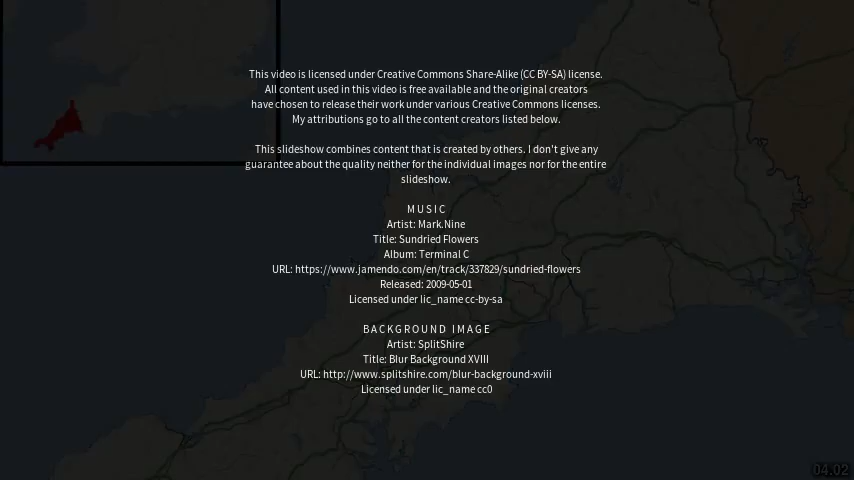 This video is licensed under Creative Commons Share-Alike (CC BY-SA) license.
All content used in this video is free available and the original creators
have chosen to release their work under various Creative Commons licenses.
My attributions go to all the content creators listed below.
This slideshow combines content that is created by others. I don't give any
guarantee about the quality neither for the individual images nor for the entire
slideshow.
MUSIC
Artist: Mark.Nine
Title: Sundried Flowers
Album: Terminal C
URL: https://www.jamendo.com/en/track/337829/sundried-flowers
Released: 2009-05-01
Licensed under lic_name cc-by-sa
BACKGROUND IMAGE
Artist: SplitShire
Title: Blur Background XVIII
URL: http://www.splitshire.com/blur-background-xviii
Licensed under lic_name cc0
04.02